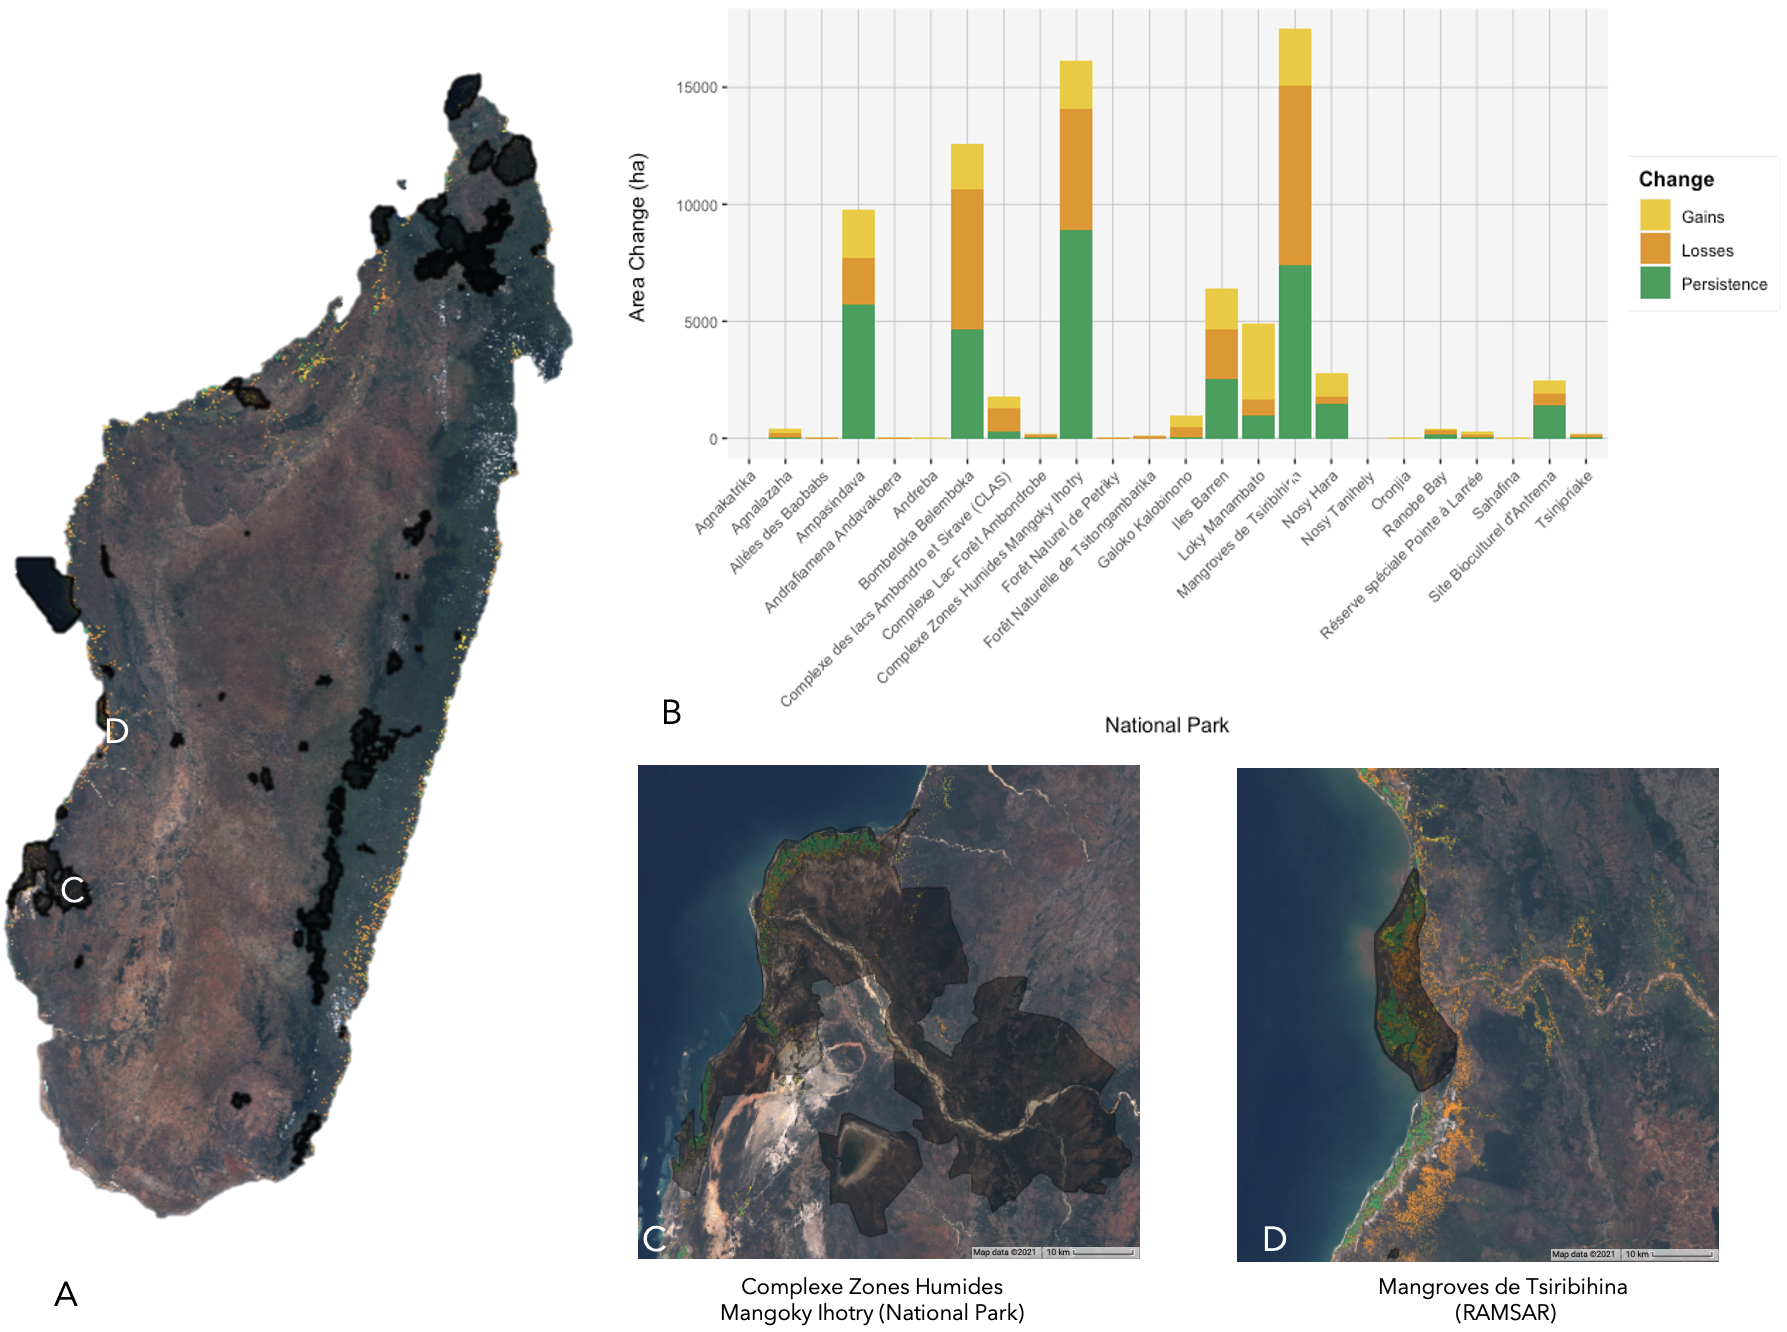 D
C
A
15000
10000
5000
0
Area Change (ha)
Change
Gains
Losses
Persistence
Agnakatrika
Agnalazaha
Allées des Baobabs
Ampasindava
Andrafiamena Andavakoera
Andreba
Bombetoka Belemboka
Complexe des lacs Ambondro et Sirave (CLAS)
Complexe Lac Forêt Ambondrobe
Complexe Zones Humides Mangoky Ihotry
Forêt Naturel de Petriky
Forêt Naturelle de Tsitongambarika
Galoko Kalobinono
Iles Barren
Loky Manambato
Mangroves de Tsiribihina
Nosy Hara
Nosy Tanihely
Oronjia
Ranobe Bay
Réserve spéciale Pointe à Larrée
Sahafina
Site Bioculturel d'Antrema
Tsinjoriake
B
National Park
C
Map data ©2021 10 km
Complexe Zones Humides
Mangoky Ihotry (National Park)
D
Map data ©2021 10 km
Mangroves de Tsiribihina
(RAMSAR)